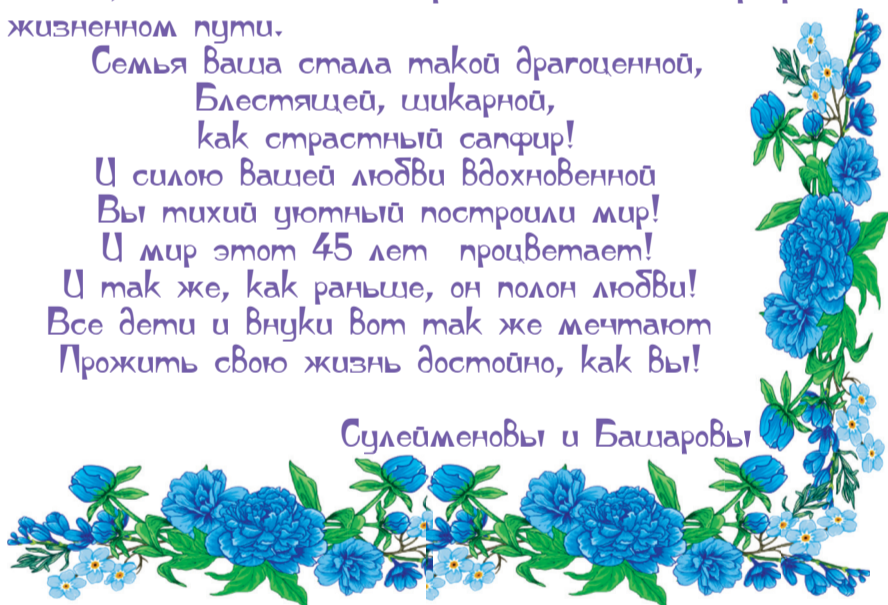 жизненном пути.
Семья Ваша стала такой драгоценной,
Блестящей, шикарной,
как страстный сапфир!
И силою Вашей любви вдохновенной
Вы тихий уютный построили мир!
И мир этот 45 лет процветает!
И так же, как раньше, он полон любви!
Все дети и внуки вот так же мечтают
Прожить свою жизнь достойно, как Вы!
Сулейменовы и Башаровы